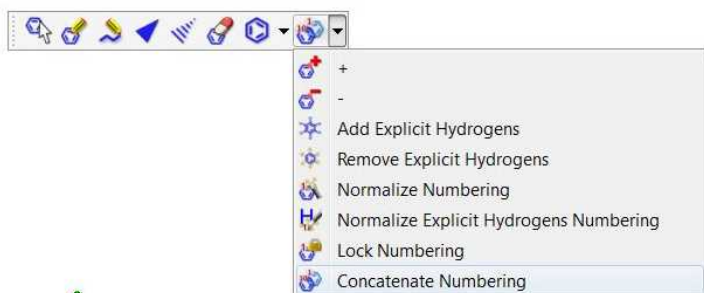 +
-
Add Explicit Hydrogens
Remove Explicit Hydrogens
Normalize Numbering
Normalize Explicit Hydrogens Numbering
Lock Numbering
Concatenate Numbering